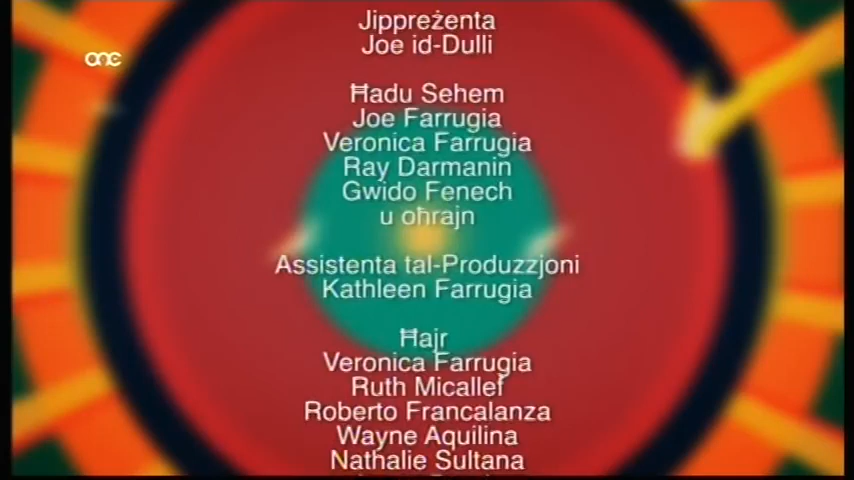 Jippreżenta
Joe id-Dulli
one
Ħadu Sehem
Joe Farrugia
Veronica Farrugia
Ray Darmanin
Gwido Fenech
u oħrajn
Assistenta tal-Produzzjoni
Kathleen Farrugia
Ħajr
Veronica Farrugia
Ruth Micallef
Roberto Francalanza
Wayne Aquilina
Nathalie Sultana